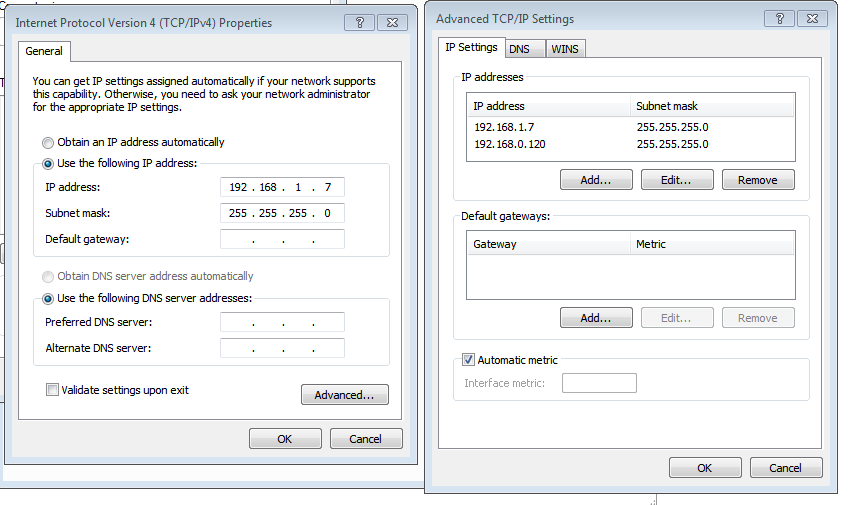 Internet Protocol Version 4 (TCP/IPv4) Properties
General
You can get IP settings assigned automatically if your network supports
this capability. Otherwise, you need to ask your network administrator
for the appropriate IP settings.
Obtain an IP address automatically
Use the following IP address:
IP address: 192 . 168 . 1 . 7
Subnet mask: 255 . 255 . 255 . 0
Default gateway: . . .
Obtain DNS server address automatically
Use the following DNS server addresses:
Preferred DNS server: . . .
Alternate DNS server: . . .
Validate settings upon exit
Advanced...
OK Cancel
Advanced TCP/IP Settings
IP Settings DNS WINS
IP addresses
IP address Subnet mask
192.168.1.7 255.255.255.0
192.168.0.120 255.255.255.0
Add... Edit... Remove
Default gateways:
Gateway Metric
Add... Edit... Remove
Automatic metric
Interface metric:
OK Cancel